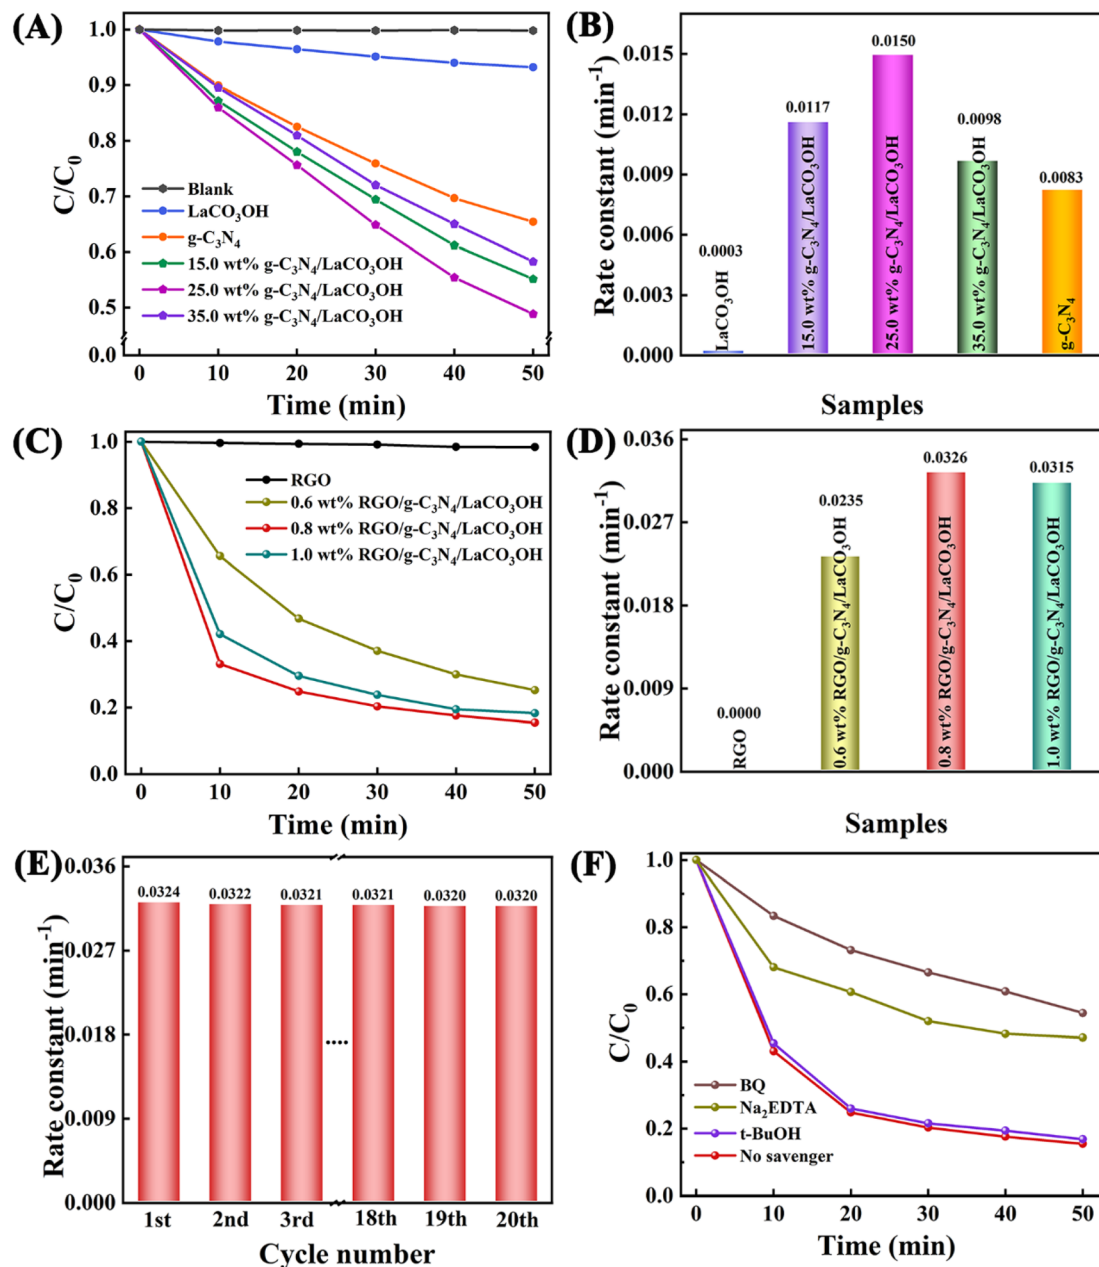 (A)
1.0
0.9
0.8
0.7
0.6
0.5
0.0
C/C₀
Blank
LaCO₃OH
g-C₃N₄
15.0 wt% g-C₃N₄/LaCO₃OH
25.0 wt% g-C₃N₄/LaCO₃OH
35.0 wt% g-C₃N₄/LaCO₃OH
0 10 20 30 40 50
Time (min)
(B)
0.015
0.012
0.009
0.006
0.003
0.000
Rate constant (min⁻¹)
0.0003
0.0117
0.0150
0.0098
0.0083
LaCO₃OH
15.0 wt% g-C₃N₄/LaCO₃OH
25.0 wt% g-C₃N₄/LaCO₃OH
35.0 wt% g-C₃N₄/LaCO₃OH
g-C₃N₄
Samples
(C)
1.0
0.8
0.6
0.4
0.2
0.0
C/C₀
RGO
0.6 wt% RGO/g-C₃N₄/LaCO₃OH
0.8 wt% RGO/g-C₃N₄/LaCO₃OH
1.0 wt% RGO/g-C₃N₄/LaCO₃OH
0 10 20 30 40 50
Time (min)
(D)
0.036
0.027
0.018
0.009
0.000
Rate constant (min⁻¹)
0.0000
0.0235
0.0326
0.0315
RGO
0.6 wt% RGO/g-C₃N₄/LaCO₃OH
0.8 wt% RGO/g-C₃N₄/LaCO₃OH
1.0 wt% RGO/g-C₃N₄/LaCO₃OH
Samples
(E)
0.036
0.027
0.018
0.009
0.000
Rate constant (min⁻¹)
0.0324 0.0322 0.0321 0.0321 0.0320 0.0320
....
1st 2nd 3rd 18th 19th 20th
Cycle number
(F)
1.0
0.8
0.6
0.4
0.2
0.0
C/C₀
BQ
Na₂EDTA
t-BuOH
No savenger
0 10 20 30 40 50
Time (min)